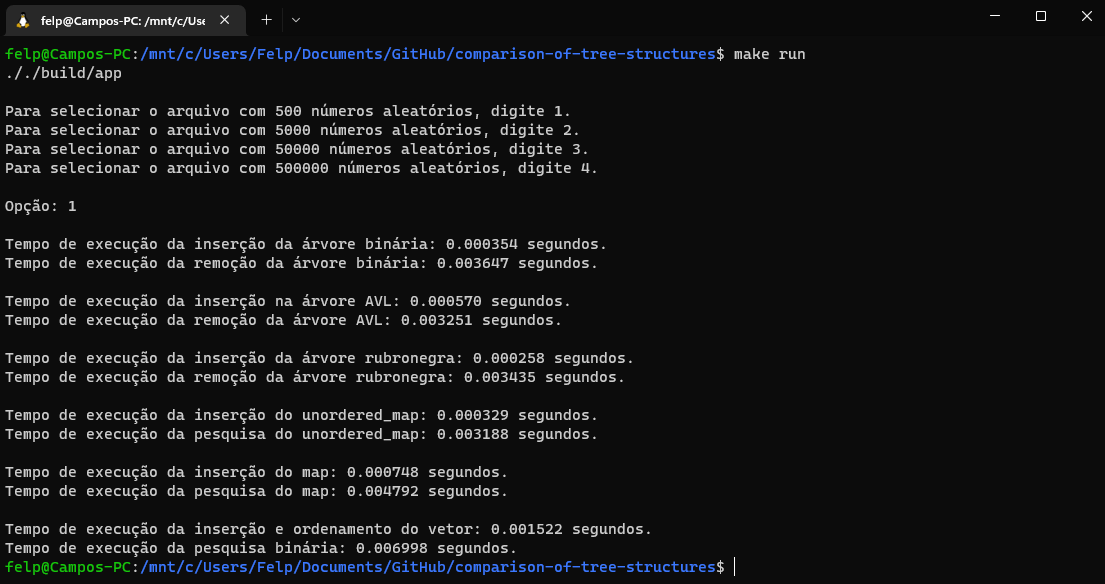 felp@Campos-PC: /mnt/c/Use
felp@Campos-PC:/mnt/c/Users/Felp/Documents/GitHub/comparison-of-tree-structures$ make run
././build/app
Para selecionar o arquivo com 500 números aleatórios, digite 1.
Para selecionar o arquivo com 5000 números aleatórios, digite 2.
Para selecionar o arquivo com 50000 números aleatórios, digite 3.
Para selecionar o arquivo com 500000 números aleatórios, digite 4.
Opção: 1
Tempo de execução da inserção da árvore binária: 0.000354 segundos.
Tempo de execução da remoção da árvore binária: 0.003647 segundos.
Tempo de execução da inserção na árvore AVL: 0.000570 segundos.
Tempo de execução da remoção da árvore AVL: 0.003251 segundos.
Tempo de execução da inserção da árvore rubronegra: 0.000258 segundos.
Tempo de execução da remoção da árvore rubronegra: 0.003435 segundos.
Tempo de execução da inserção do unordered_map: 0.000329 segundos.
Tempo de execução da pesquisa do unordered_map: 0.003188 segundos.
Tempo de execução da inserção do map: 0.000748 segundos.
Tempo de execução da pesquisa do map: 0.004792 segundos.
Tempo de execução da inserção e ordenamento do vetor: 0.001522 segundos.
Tempo de execução da pesquisa binária: 0.006998 segundos.
felp@Campos-PC:/mnt/c/Users/Felp/Documents/GitHub/comparison-of-tree-structures$